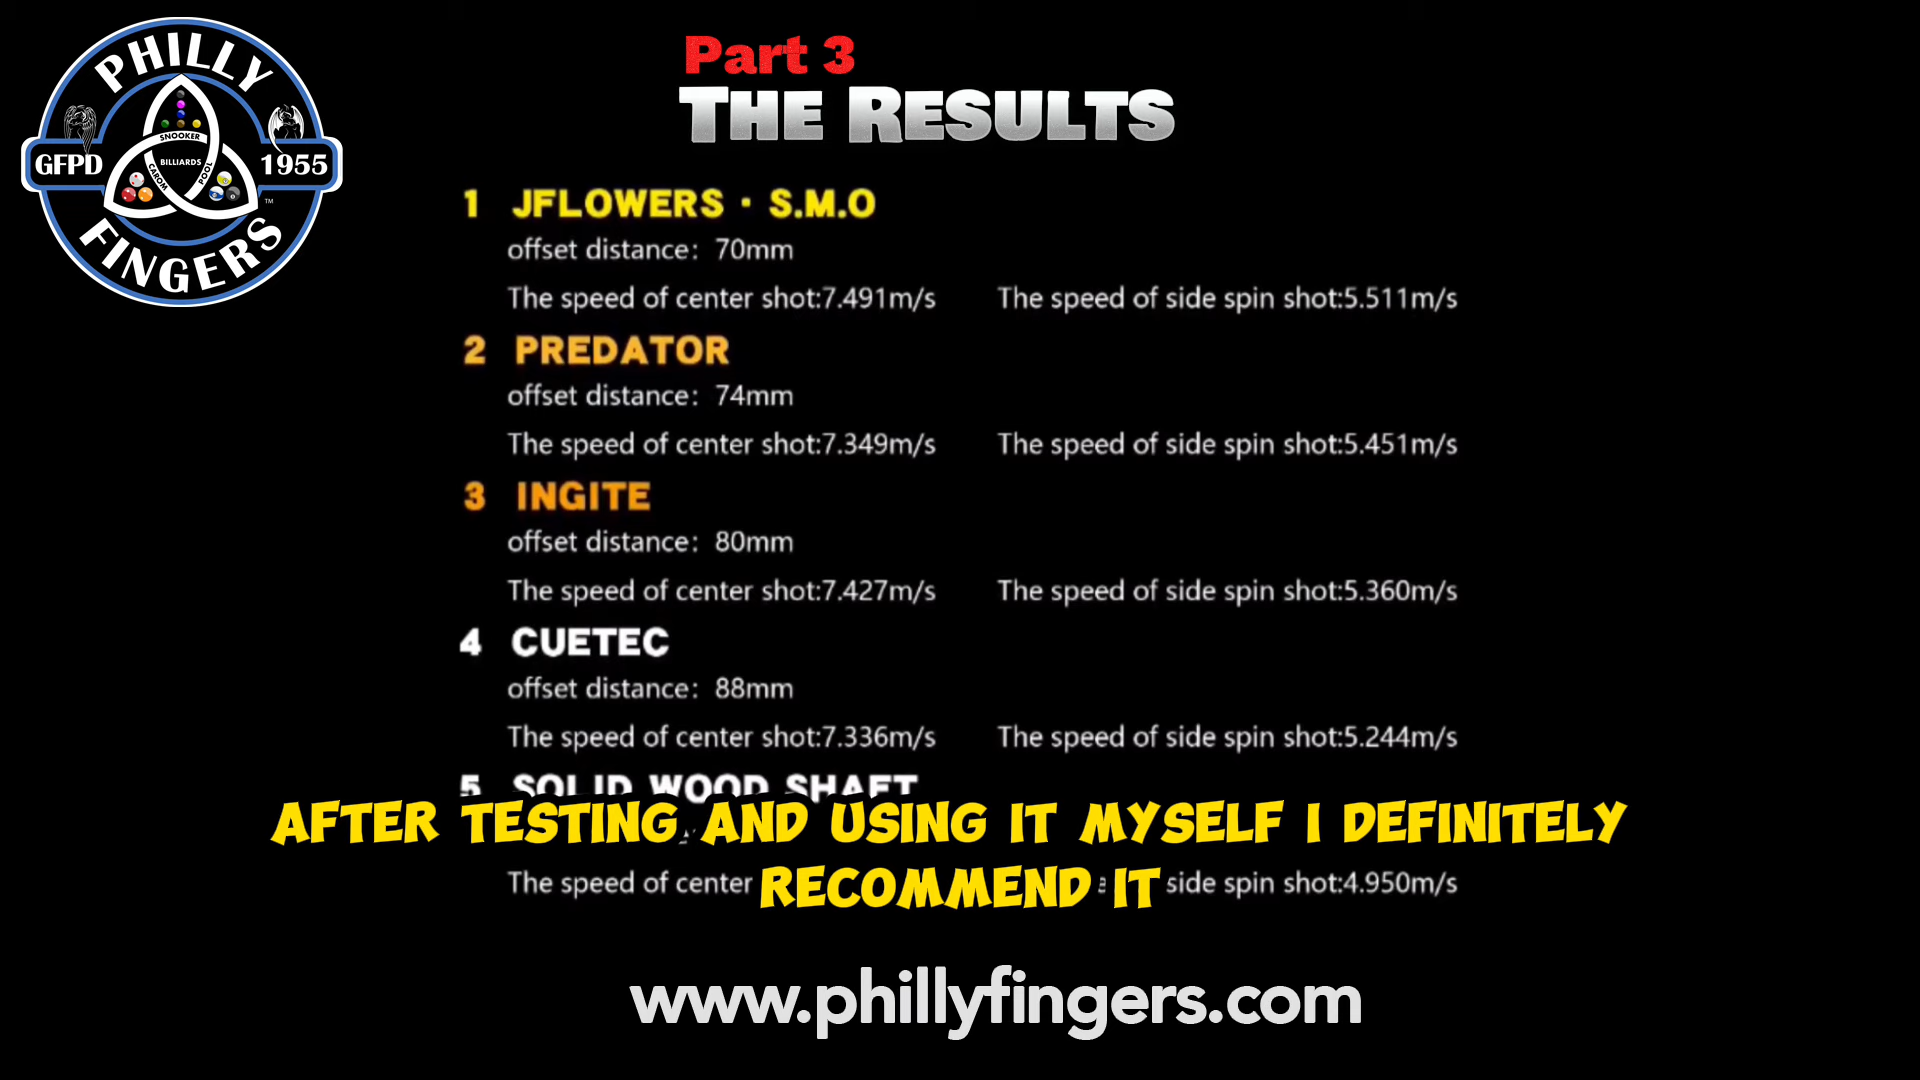 PHILLY
GFPD
SNOOKER
BILLIARDS
CAROM
POOL
1955
TM
FINGERS
Part 3
THE RESULTS
1 JFLOWERS · S.M.O
offset distance: 70mm
The speed of center shot:7.491m/s The speed of side spin shot:5.511m/s
2 PREDATOR
offset distance: 74mm
The speed of center shot:7.349m/s The speed of side spin shot:5.451m/s
3 INGITE
offset distance: 80mm
The speed of center shot:7.427m/s The speed of side spin shot:5.360m/s
4 CUETEC
offset distance: 88mm
The speed of center shot:7.336m/s The speed of side spin shot:5.244m/s
5 SOLID WOOD SHAFT
AFTER TESTING AND USING IT MYSELF I DEFINITELY
RECOMMEND IT
The speed of center side spin shot:4.950m/s
www.phillyfingers.com